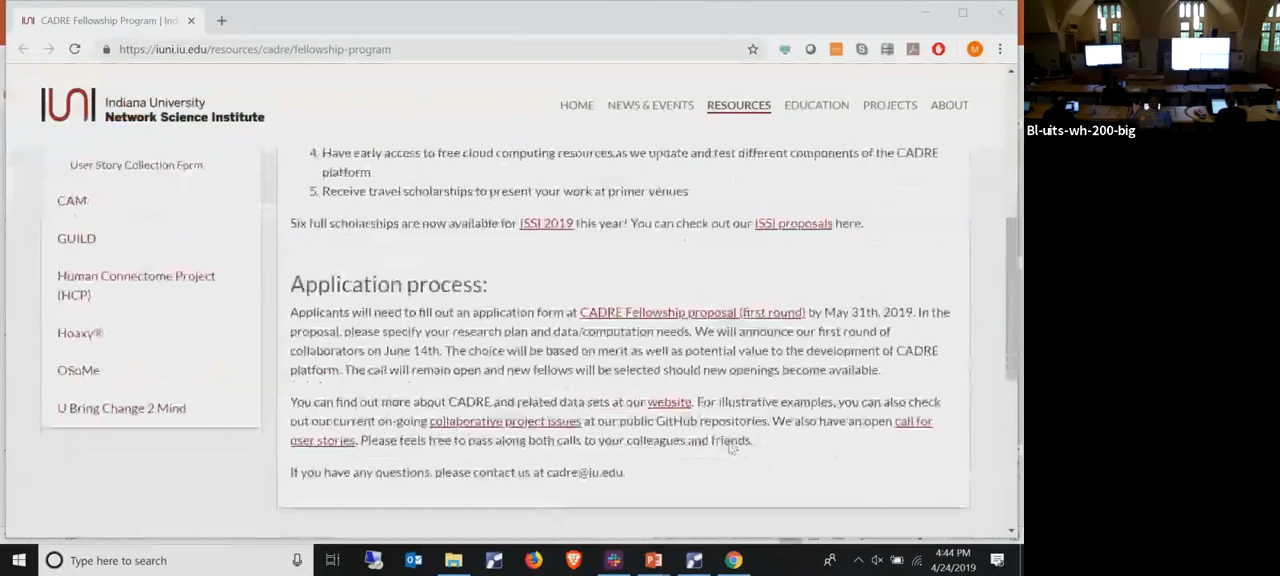 CADRE Fellowship Program | Ind
https://iuni.iu.edu/resources/cadre/fellowship-program
M
IUNI
Indiana University
Network Science Institute
HOME NEWS & EVENTS RESOURCES EDUCATION PROJECTS ABOUT
User Story Collection Form
CAM
GUILD
Human Connectome Project
(HCP)
Hoaxy®
OSoMe
U Bring Change 2 Mind
4. Have early access to free cloud computing resources as we update and test different components of the CADRE
platform
5. Receive travel scholarships to present your work at primer venues
Six full scholarships are now available for ISSI 2019 this year! You can check out our ISSI proposals here.
Application process:
Applicants will need to fill out an application form at CADRE Fellowship proposal (first round) by May 31th, 2019. In the
proposal, please specify your research plan and data/computation needs. We will announce our first round of
collaborators on June 14th. The choice will be based on merit as well as potential value to the development of CADRE
platform. The call will remain open and new fellows will be selected should new openings become available.
You can find out more about CADRE and related data sets at our website. For illustrative examples, you can also check
out our current on-going collaborative project issues at our public GitHub repositories. We also have an open call for
user stories. Please feels free to pass along both calls to your colleagues and friends.
If you have any questions, please contact us at cadre@iu.edu.
Type here to search
4:44 PM
4/24/2019
Bl-uits-wh-200-big